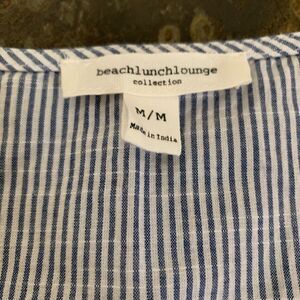 beachlunchlounge
collection
M/M
Made in India